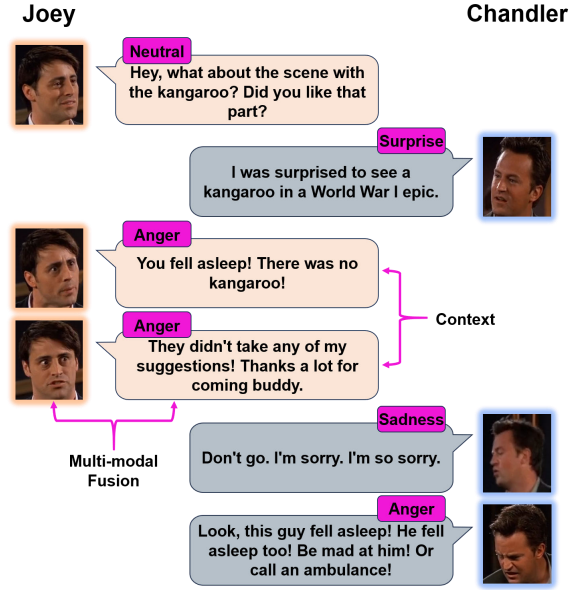 Joey
Chandler
Neutral
Hey, what about the scene with
the kangaroo? Did you like that
part?
Surprise
I was surprised to see a
kangaroo in a World War I epic.
Anger
You fell asleep! There was no
kangaroo!
Context
Anger
They didn't take any of my
suggestions! Thanks a lot for
coming buddy.
Multi-modal
Fusion
Sadness
Don't go. I'm sorry. I'm so sorry.
Anger
Look, this guy fell asleep! He fell
asleep too! Be mad at him! Or
call an ambulance!